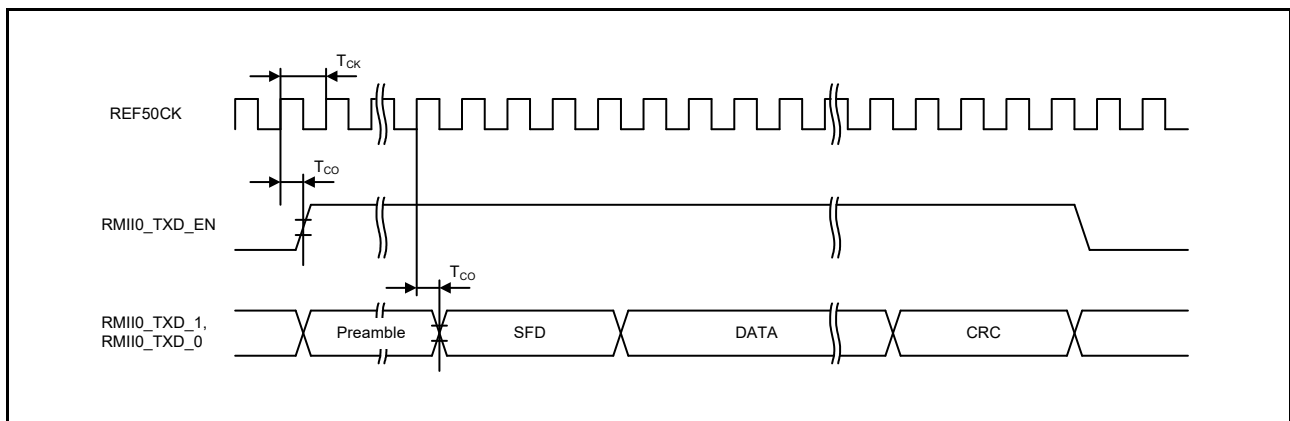 TCK
REF50CK
TCO
RMII0_TXD_EN
TCO
RMII0_TXD_1,
RMII0_TXD_0
Preamble SFD DATA CRC